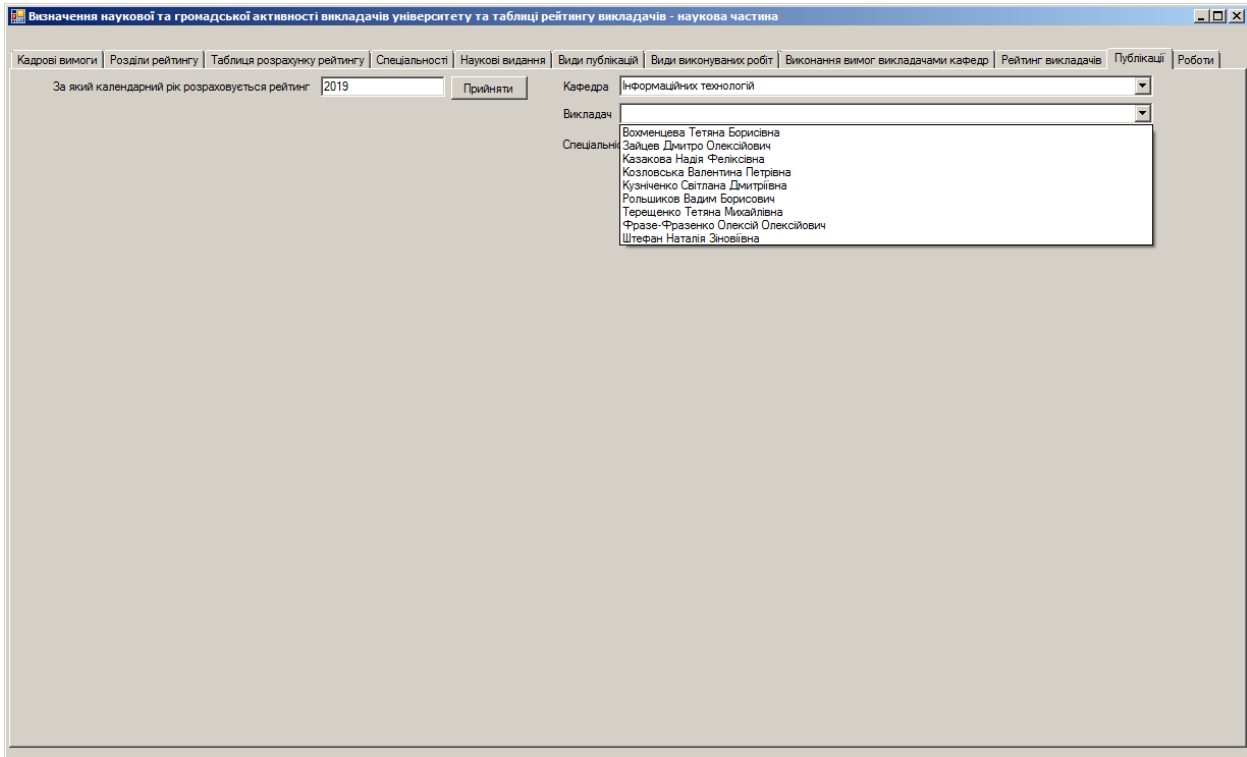 Визначення наукової та громадської активності викладачів університету та таблиці рейтингу викладачів - наукова частина
Кадрові вимоги Розділи рейтингу Таблиця розрахунку рейтингу Спеціальності Наукові видання Види публікацій Види виконуваних робіт Виконання вимог викладачами кафедр Рейтинг викладачів Публікації Роботи
За який календарний рік розраховується рейтинг 2019 Прийняти Кафедра Інформаційних технологій
Викладач
Вохменцева Тетяна Борисівна
Зайцев Дмитро Олексійович
Казакова Надія Феліксівна
Козловська Валентина Петрівна
Кузніченко Світлана Дмитріївна
Рольшиков Вадим Борисович
Терещенко Тетяна Михайлівна
Фразе-Фразенко Олексій Олексійович
Штефан Наталія Зіновіївна